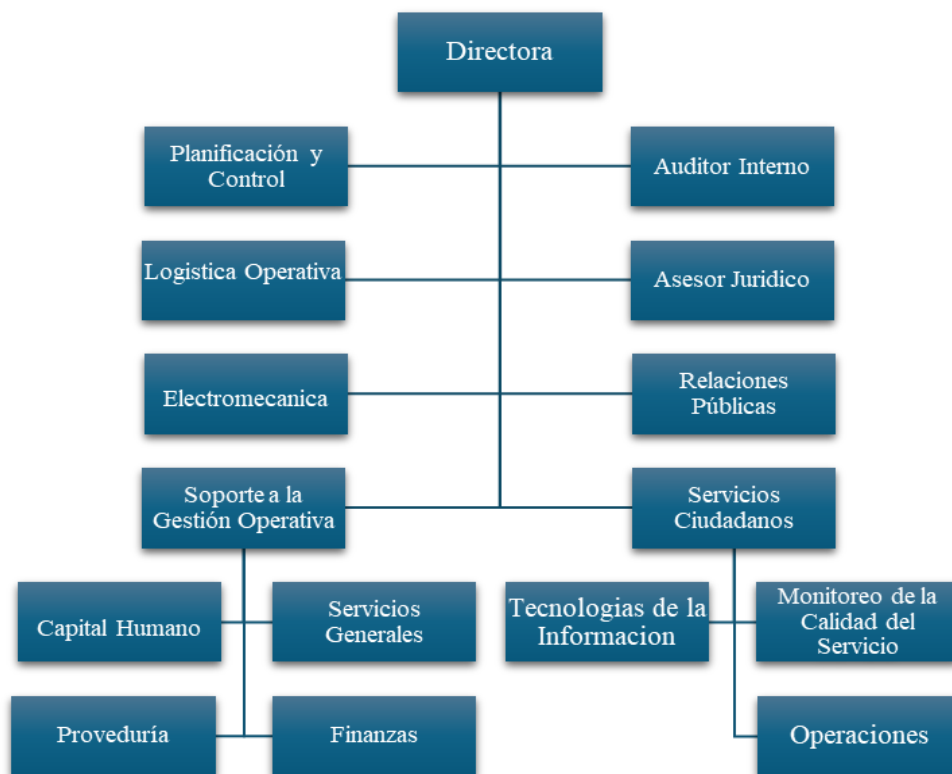 Directora
Planificación y
Control
Auditor Interno
Logistica Operativa
Asesor Juridico
Electromecanica
Relaciones
Públicas
Soporte a la
Gestión Operativa
Servicios
Ciudadanos
Capital Humano
Servicios
Generales
Tecnologias de la
Informacion
Monitoreo de la
Calidad del
Servicio
Proveduría
Finanzas
Operaciones